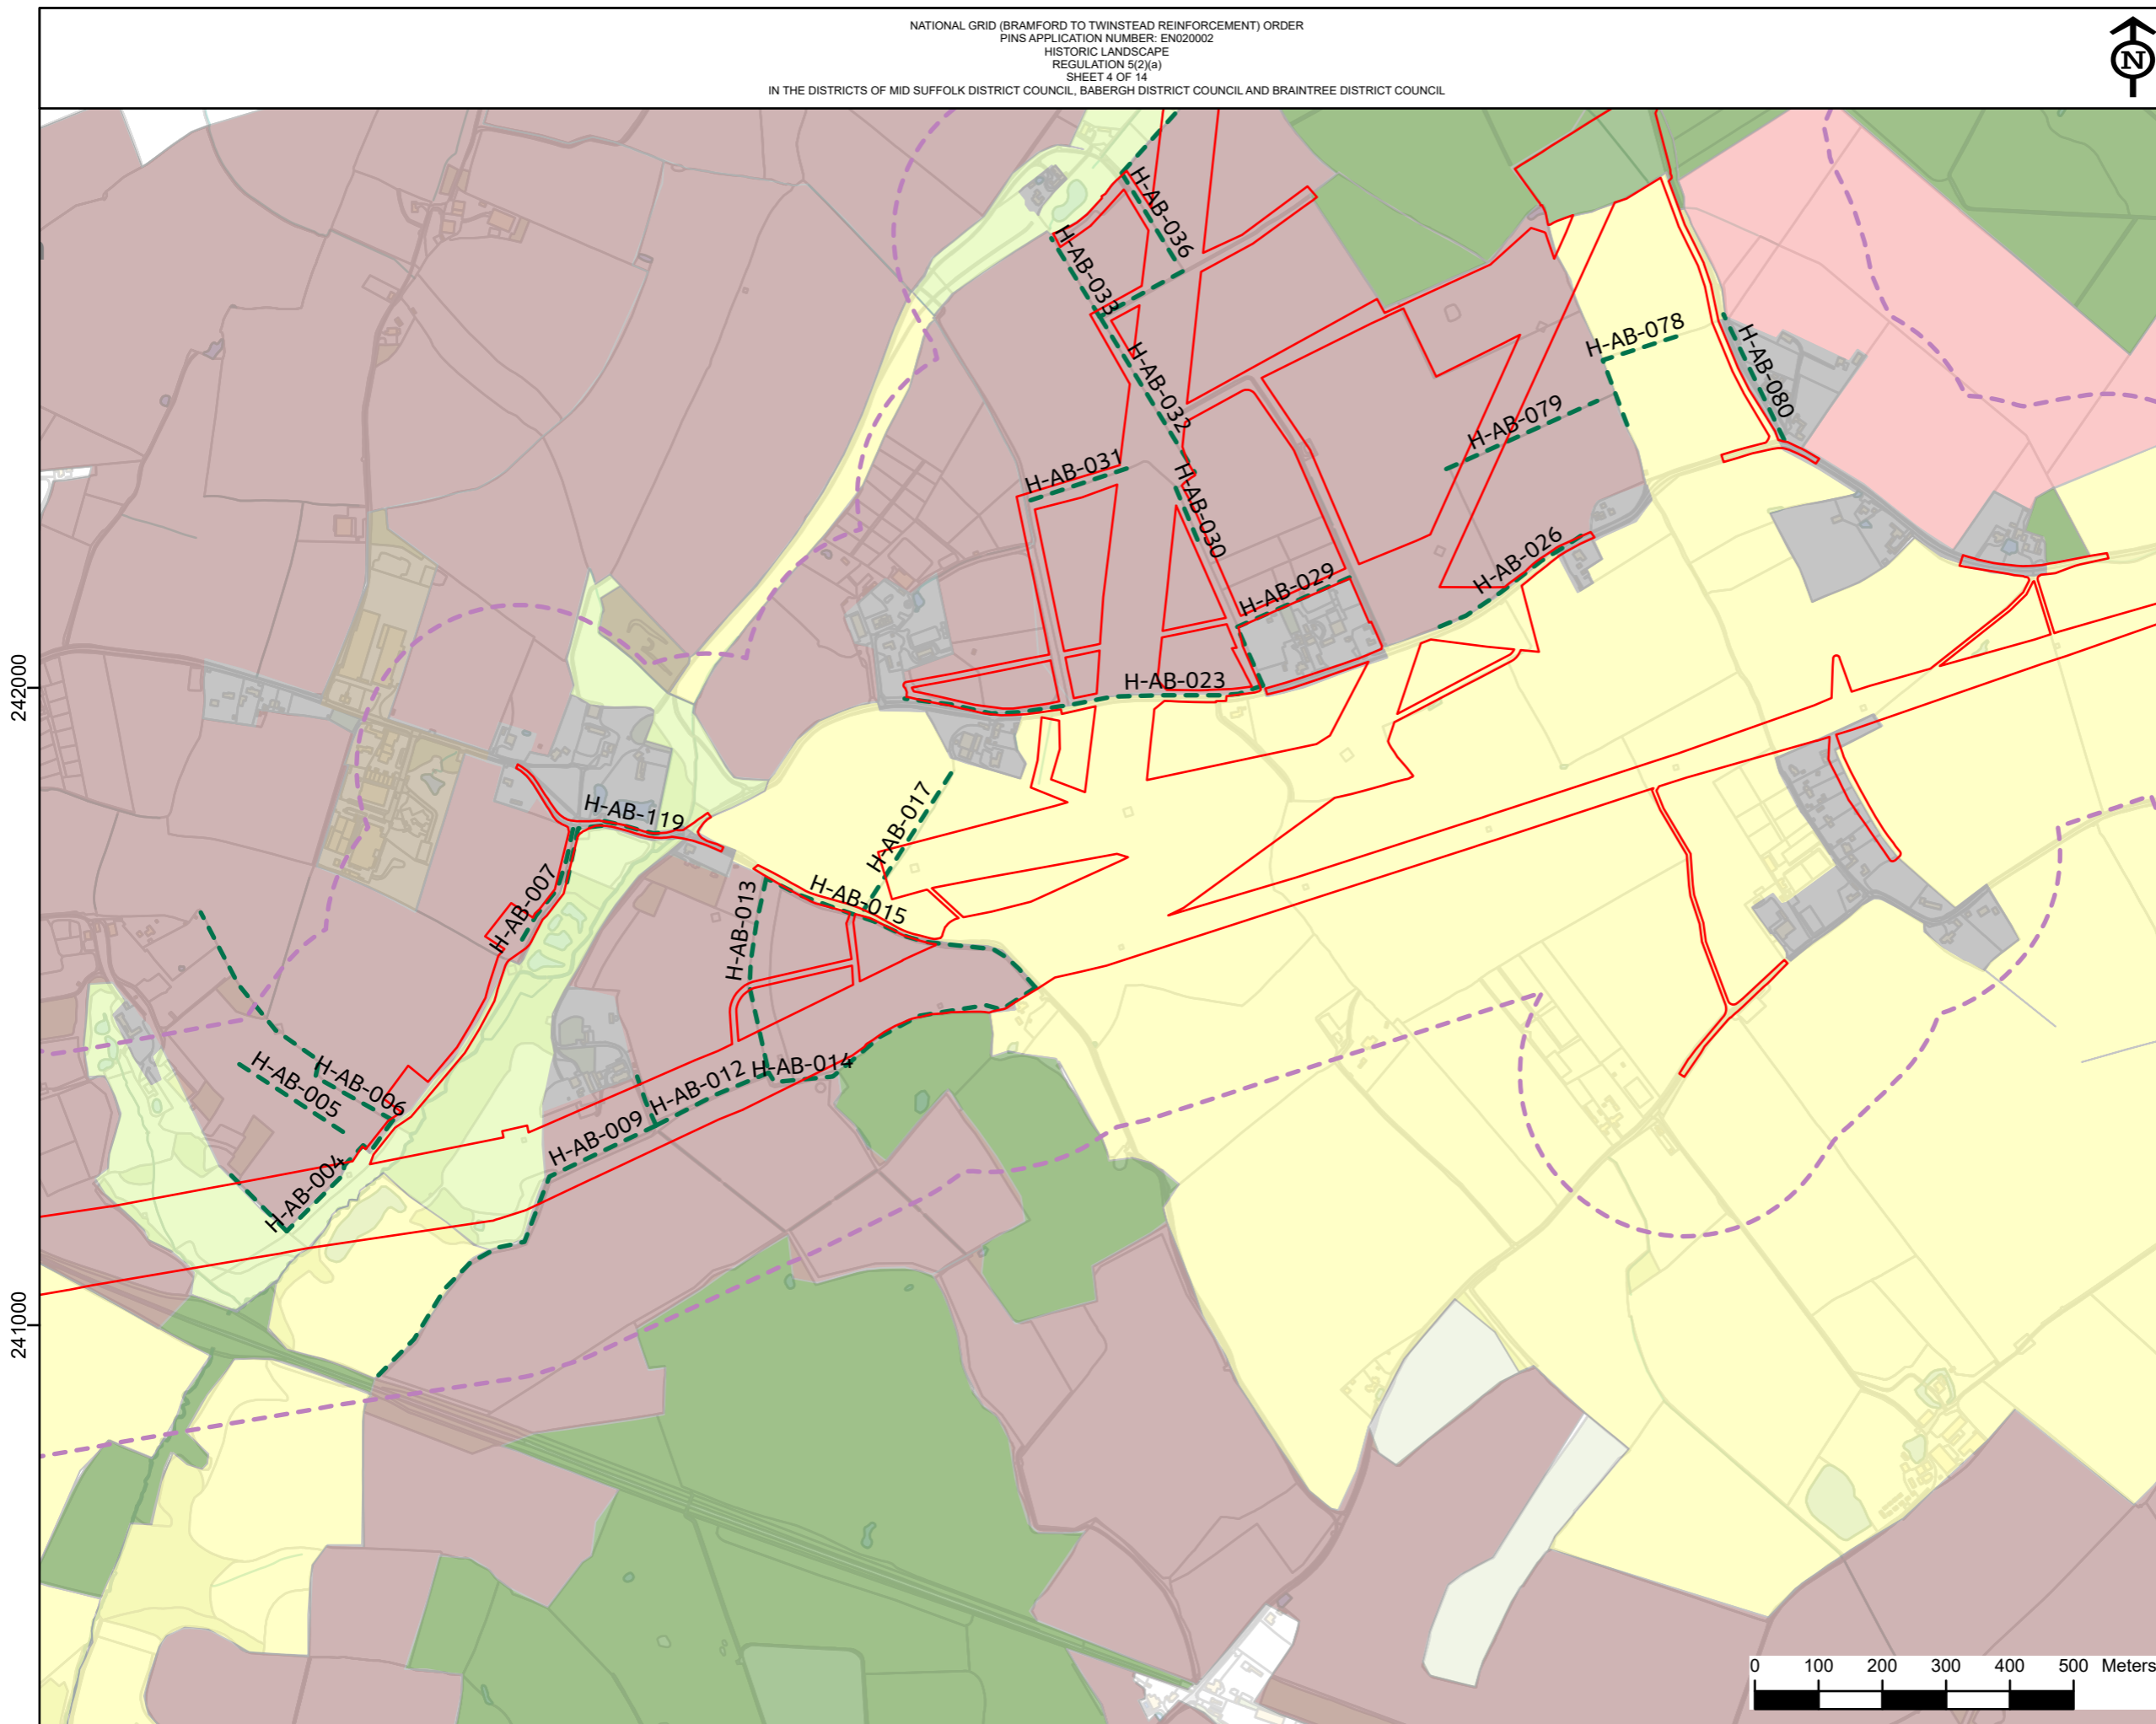 NATIONAL GRID (BRAMFORD TO TWINSTEAD REINFORCEMENT) ORDER
PINS APPLICATION NUMBER: EN020002
HISTORIC LANDSCAPE
REGULATION 5(2)(a)
SHEET 4 OF 14
IN THE DISTRICTS OF MID SUFFOLK DISTRICT COUNCIL, BABERGH DISTRICT COUNCIL AND BRAINTREE DISTRICT COUNCIL
N
H-AB-036
H-AB-033
H-AB-032
H-AB-078
H-AB-080
H-AB-079
H-AB-031
H-AB-030
H-AB-026
H-AB-029
H-AB-023
242000
H-AB-017
H-AB-119
H-AB-007
H-AB-013
H-AB-015
H-AB-005
H-AB-006
H-AB-014
H-AB-012
H-AB-009
H-AB-004
241000
0 100 200 300 400 500 Meters